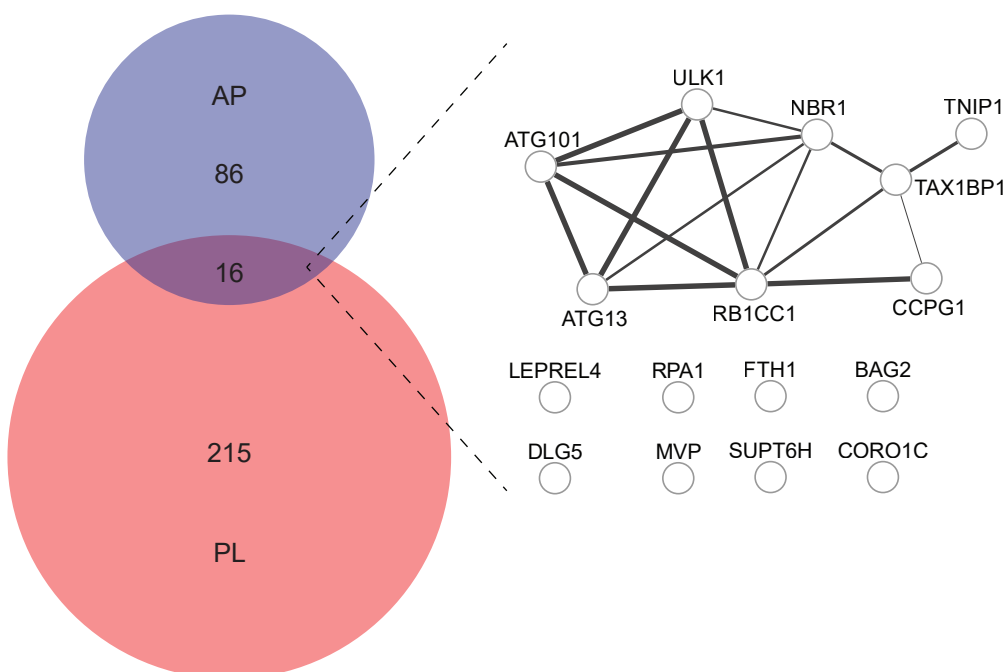 AP
86
16
215
PL
ULK1
NBR1
TNIP1
ATG101
TAX1BP1
ATG13
RB1CC1
CCPG1
LEPREL4 RPA1 FTH1 BAG2
DLG5 MVP SUPT6H CORO1C